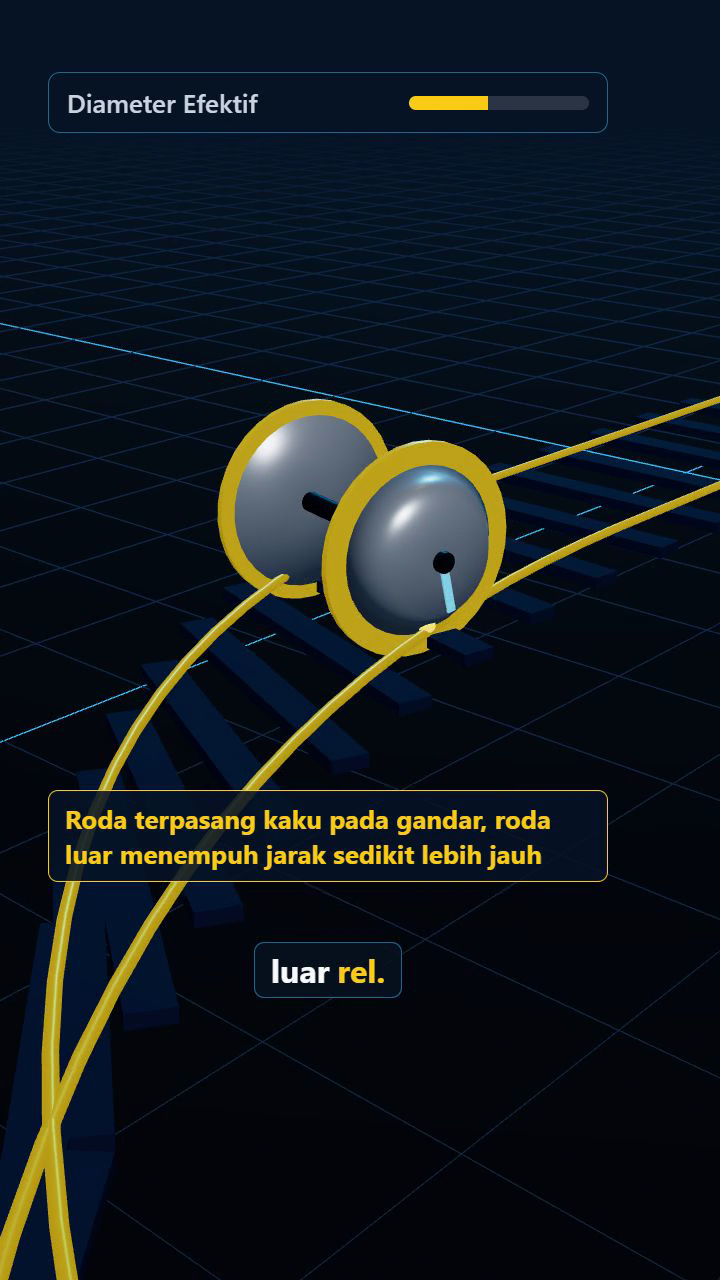 Diameter Efektif
Roda terpasang kaku pada gandar, roda
luar menempuh jarak sedikit lebih jauh
luar rel.